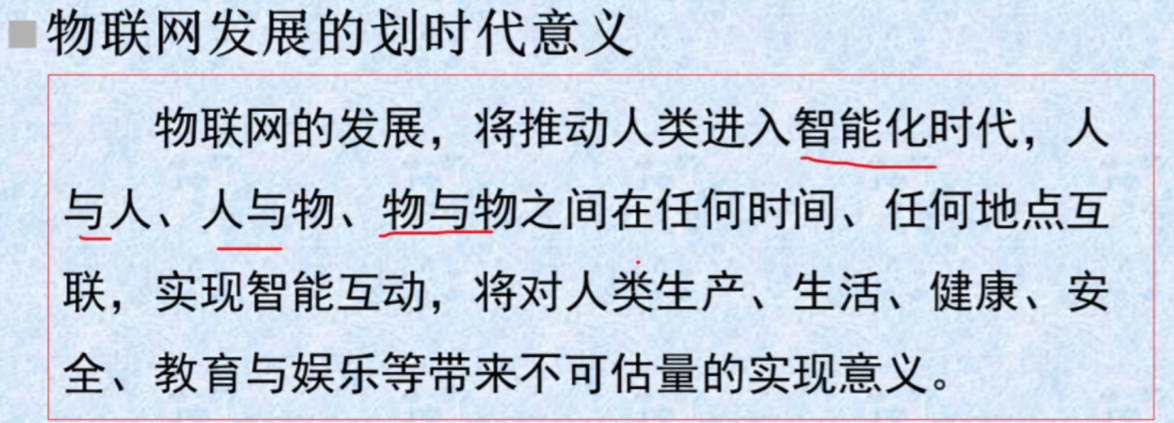 物联网发展的划时代意义
物联网的发展，将推动人类进入智能化时代，人
与人、人与物、物与物之间在任何时间、任何地点互
联，实现智能互动，将对人类生产、生活、健康、安
全、教育与娱乐等带来不可估量的实现意义。